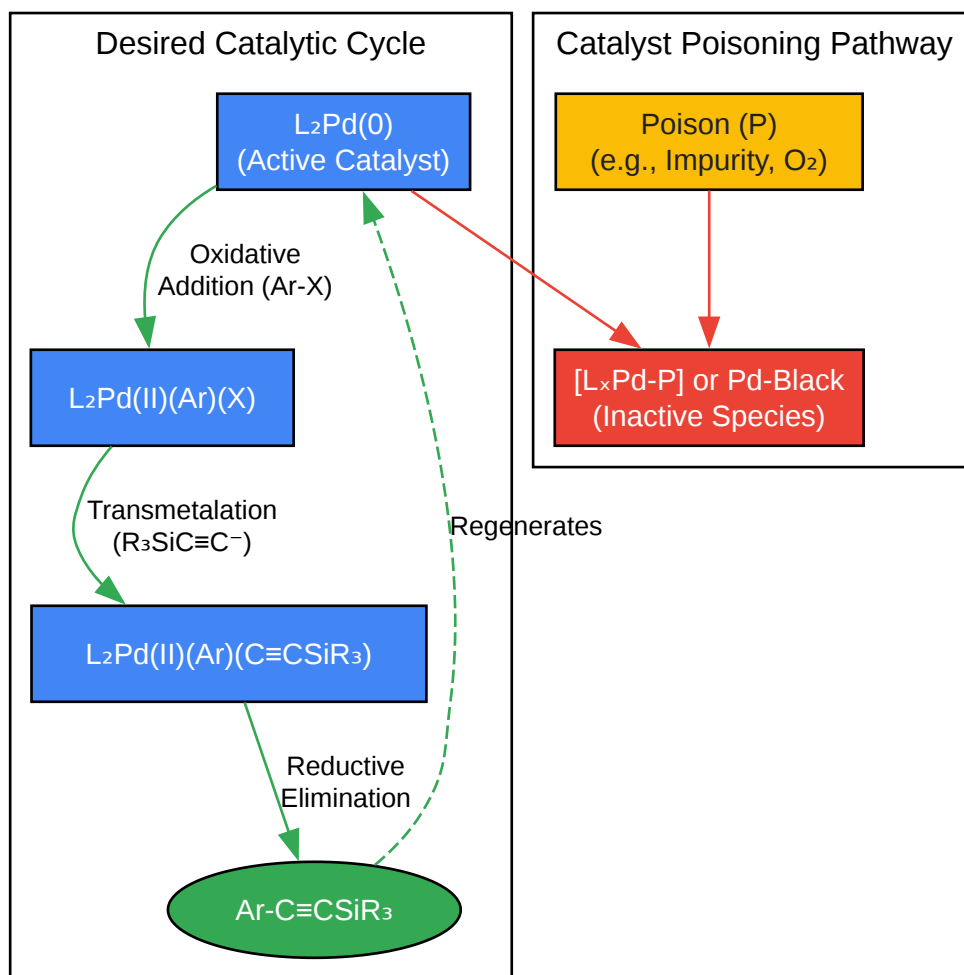 Desired Catalytic Cycle
L₂Pd(0)
(Active Catalyst)
Oxidative
Addition (Ar-X)
L₂Pd(II)(Ar)(X)
Transmetalation
(R₃SiC≡C⁻)
Regenerates
L₂Pd(II)(Ar)(C≡CSiR₃)
Reductive
Elimination
Ar-C≡CSiR₃
Catalyst Poisoning Pathway
Poison (P)
(e.g., Impurity, O₂)
[LₓPd-P] or Pd-Black
(Inactive Species)